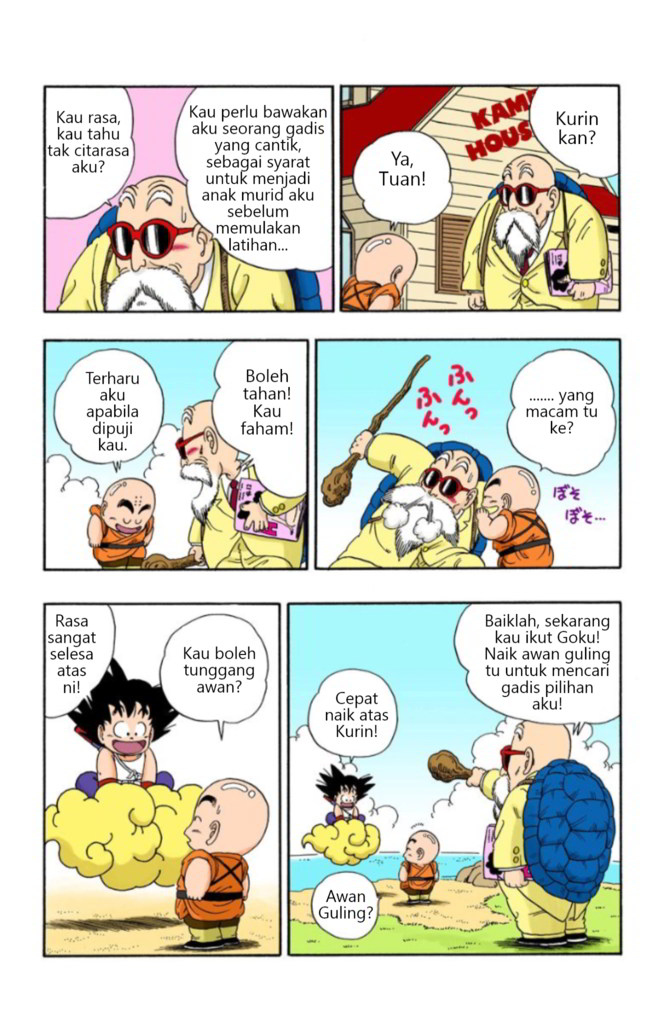 Kurin
kan?
Ya,
Tuan!
KAM
HOUS
Kau perlu bawakan
aku seorang gadis
yang cantik,
sebagai syarat
untuk menjadi
anak murid aku
sebelum
memulakan
latihan...
Kau rasa,
kau tahu
tak citarasa
aku?
....... yang
macam tu
ke?
ふんっ
ふんっ
ぼそ
ぼそ...
Boleh
tahan!
Kau
faham!
Terharu
aku
apabila
dipuji
kau.
Baiklah, sekarang
kau ikut Goku!
Naik awan guling
tu untuk mencari
gadis pilihan
aku!
Cepat
naik atas
Kurin!
Awan
Guling?
Kau boleh
tunggang
awan?
Rasa
sangat
selesa
atas
ni!